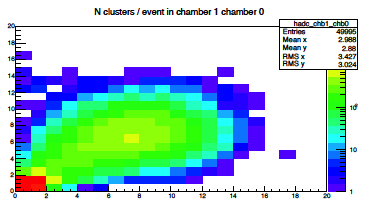 N clusters / event in chamber 1 chamber 0
hadc_chb1_chb0
Entries 49995
Mean x 2.988
Mean y 2.88
RMS x 3.427
RMS y 3.024
20
18
16
14
12
10
8
6
4
2
0
0 2 4 6 8 10 12 14 16 18 20
10
1